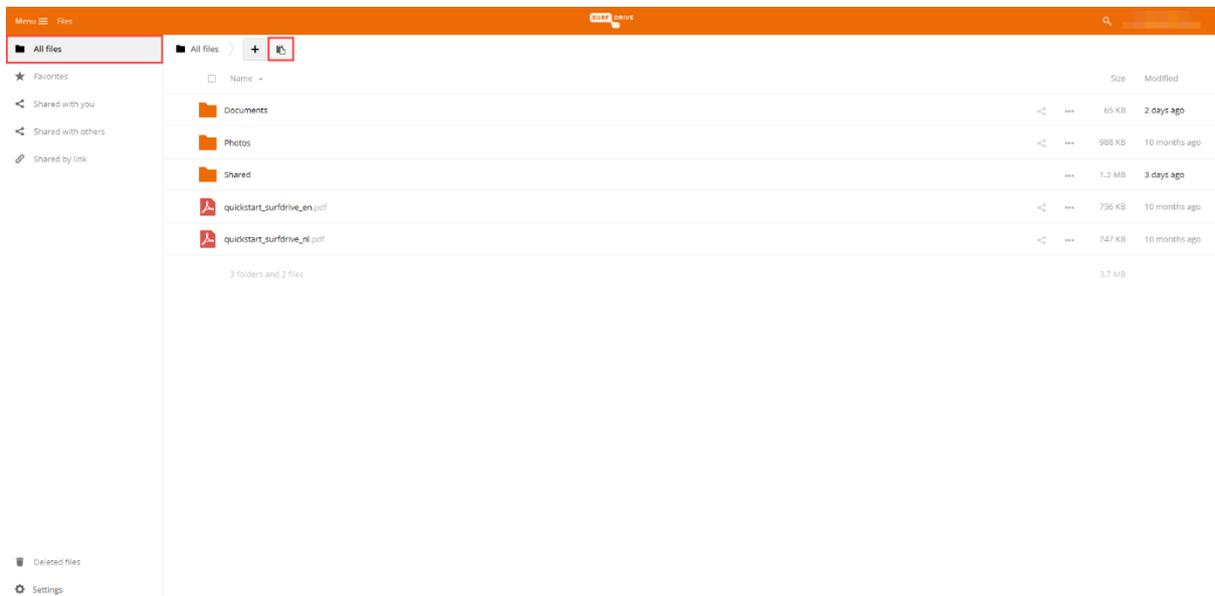 Menu Files SURF DRIVE
All files
Favorites
Shared with you
Shared with others
Shared by link
All files +
Name Size Modified
Documents 65 KB 2 days ago
Photos 988 KB 10 months ago
Shared 1.2 MB 3 days ago
quickstart_surfdrive_en.pdf 736 KB 10 months ago
quickstart_surfdrive_nl.pdf 747 KB 10 months ago
3 folders and 2 files 3.7 MB
Deleted files
Settings